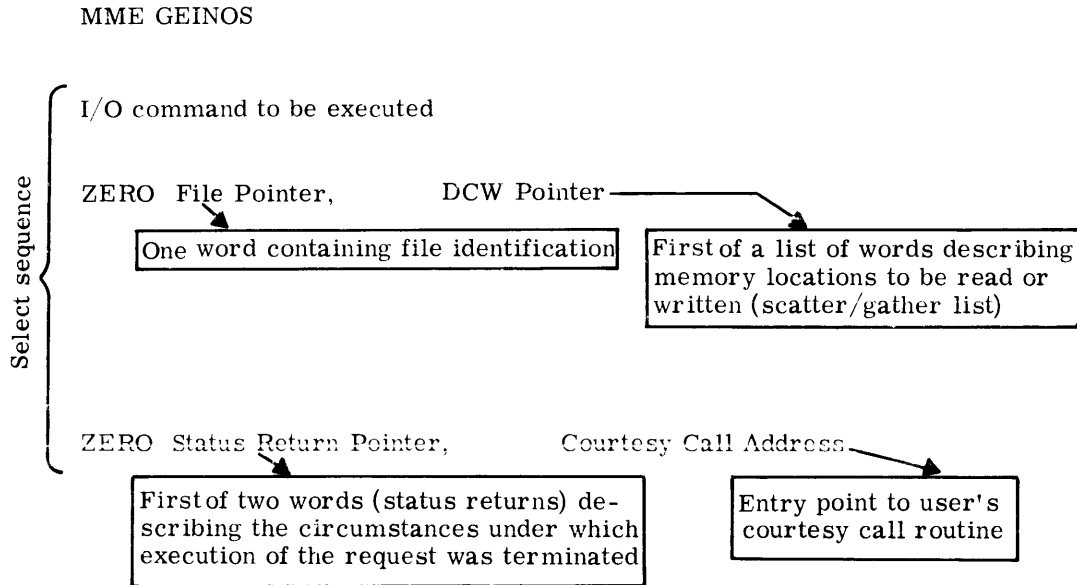 MME GEINOS
I/O command to be executed
Select sequence
ZERO File Pointer, DCW Pointer
One word containing file identification
First of a list of words describing
memory locations to be read or
written (scatter/gather list)
ZERO Status Return Pointer, Courtesy Call Address
First of two words (status returns) de-
scribing the circumstances under which
execution of the request was terminated
Entry point to user's
courtesy call routine